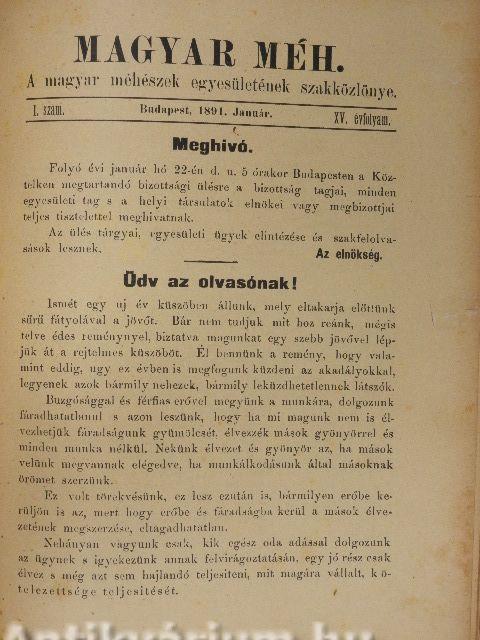 MAGYAR MÉH.
A magyar méhészek egyesületének szakközlönye.
I. szám. Budapest, 1891. Január. XV. évfolyam.
Meghivó.
Folyó évi január hó 22-én d. u. 5 órakor Budapesten a Köz-
telken megtartandó bizottsági ülésre a bizottság tagjai, minden
egyesületi tag s a helyi társulatok elnökei vagy megbizottjai
teljes tisztelettel meghivatnak.
Az ülés tárgyai, egyesületi ügyek elintézése és szakfelolva-
sások lesznek.
Az elnökség.
Üdv az olvasónak!
Ismét egy uj év küszöbén állunk, mely eltakarja előttünk
sűrű fátyolával a jövőt. Bár nem tudjuk mit hoz reánk, mégis
telve édes reménynyel, biztatva magunkat egy szebb jövővel lép-
jük át a rejtelmes küszöböt. Él bennünk a remény, hogy vala-
mint eddig, ugy ez évben is megfogunk küzdeni az akadályokkal,
legyenek azok bármily nehezek, bármily leküzdhetetlennek látszók.
Buzgósággal és férfias erővel megyünk a munkára, dolgozunk
fáradhatatlonul s azon leszünk, hogy ha mi magunk nem is él-
vezhetjük fáradságunk gyümölcsét, élvezzék mások gyönyörrel és
minden munka nélkül. Nekünk élvezet és gyönyör az, ha mások
velünk megvannak elégedve, ha munkálkodásunk által másoknak
örömet szerzünk.
Ez volt törekvésünk, ez lesz ezután is, bármilyen erőbe ke-
rüljön is az, mert hogy erőbe és fáradságba kerül a mások élve-
zetének megszerzése, eltagadhatatlan.
Nehányan vagyunk csak, kik egész oda adással dolgozunk
az ügynek s igyekezünk annak felvirágoztatásán, egy jó rész csak
élvez s még azt sem hajlandó teljesiteni, mit magára vállalt, kö-
telezettsége teljesitését.
Antikvárium.hu